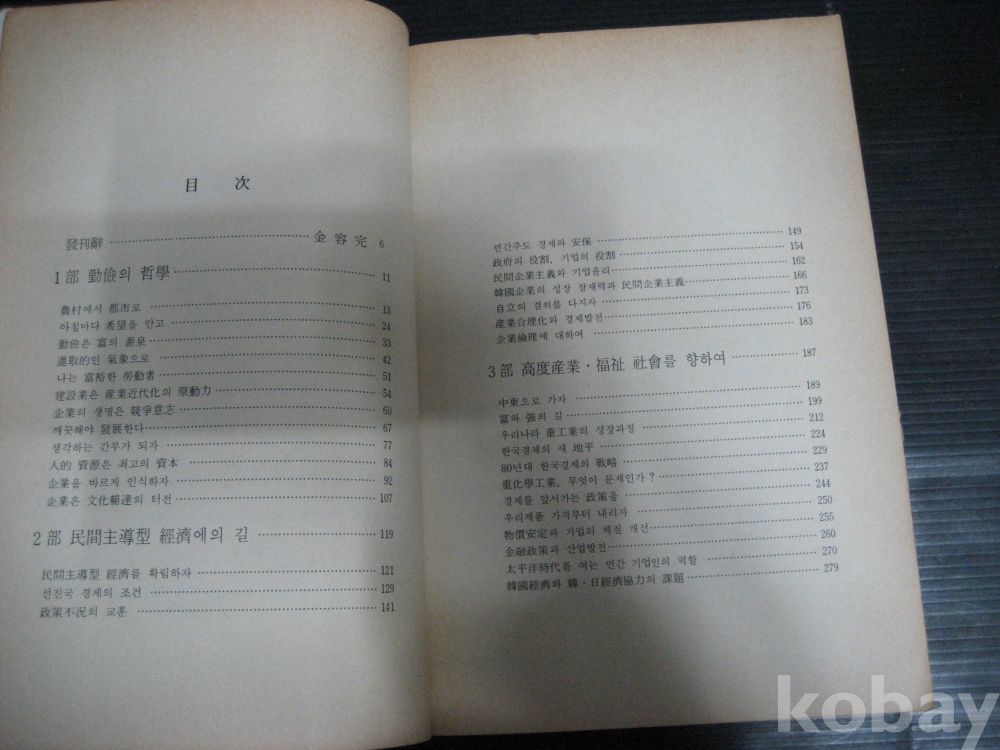 目 次
發刊辭 金容完 6
1部 勤儉의 哲學 11
農村에서 都市로 13
아침마다 希望을 안고 24
勤儉은 富의 源泉 33
進取的인 氣象으로 42
나는 富裕한 勞動者 51
建設業은 産業近代化의 原動力 54
企業의 생명은 競爭意志 60
깨끗해야 發展한다 67
생각하는 간부가 되자 77
人的 資源은 최고의 資本 84
企業을 바르게 인식하자 92
企業은 文化暢達의 터전 107
2部 民間主導型 經濟에의 길 119
民間主導型 經濟를 확립하자 121
선진국 경제의 조건 129
政策不況의 교훈 141
민간주도 경제와 安保 149
政府의 役割, 기업의 役割 154
民間企業主義와 기업윤리 162
韓國企業의 성장 잠재력과 民間企業主義 166
自立의 결의를 다지자 173
産業合理化와 경제발전 176
企業倫理에 대하여 183
3部 高度産業·福祉 社會를 향하여 187
中東으로 가자 189
富와 強의 길 199
우리나라 重工業의 성장과정 212
한국경제의 새 地平 224
80년대 한국경제의 戰略 229
重化學工業, 무엇이 문제인가? 237
경제를 앞서가는 政策을 244
우리제품 가격부터 내리자 250
物價安定과 기업의 체질 개선 255
金融政策과 산업발전 260
太平洋時代를 여는 민간 기업인의 역할 270
韓國經濟와 韓·日經濟協力의 課題 279
kobay